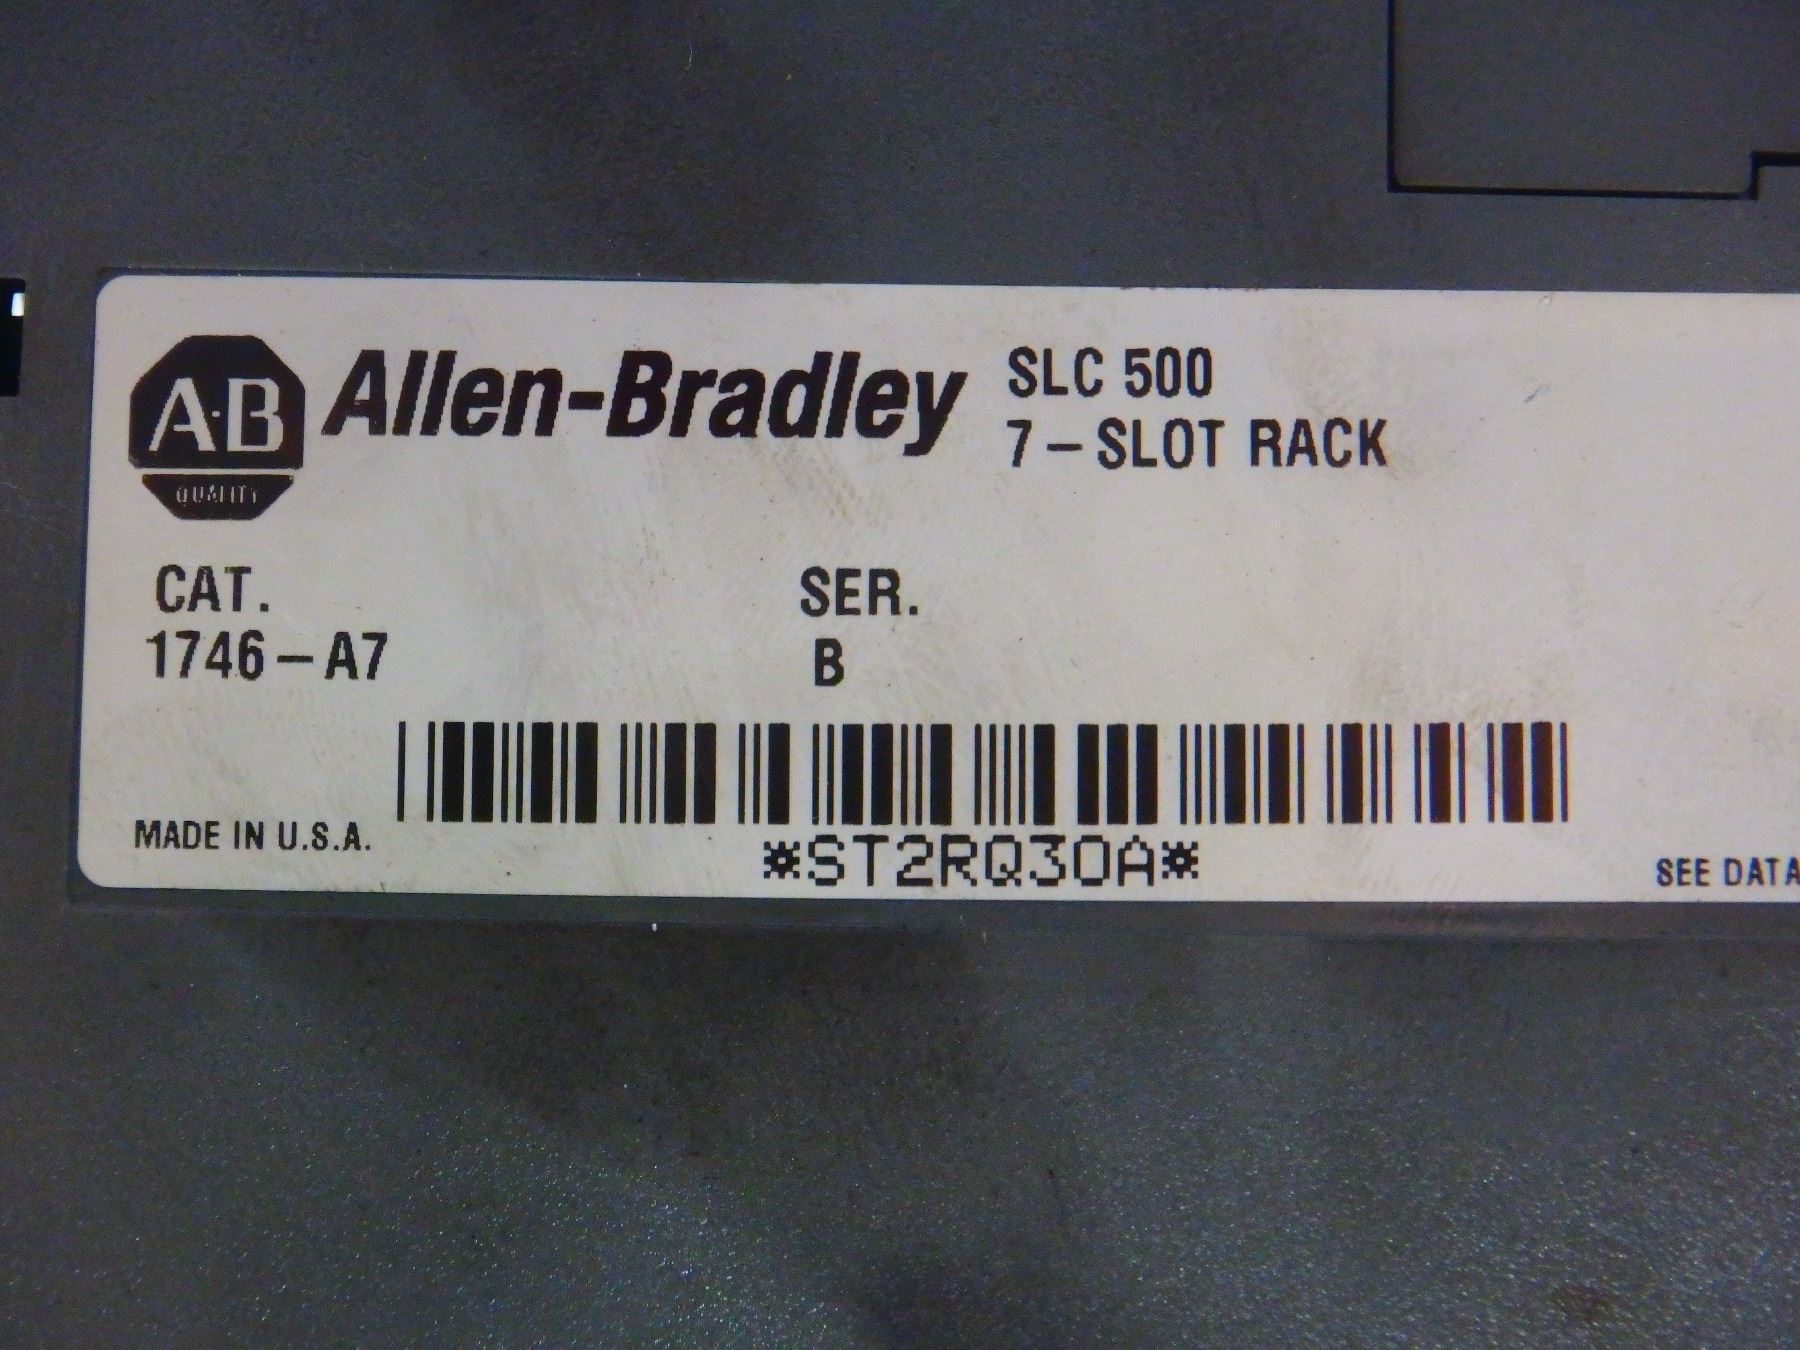 A·B
QUALITY
Allen-Bradley
SLC 500
7-SLOT RACK
CAT.
SER.
1746-A7
B
MADE IN U.S.A.
*ST2RQ30A*
SEE DATA